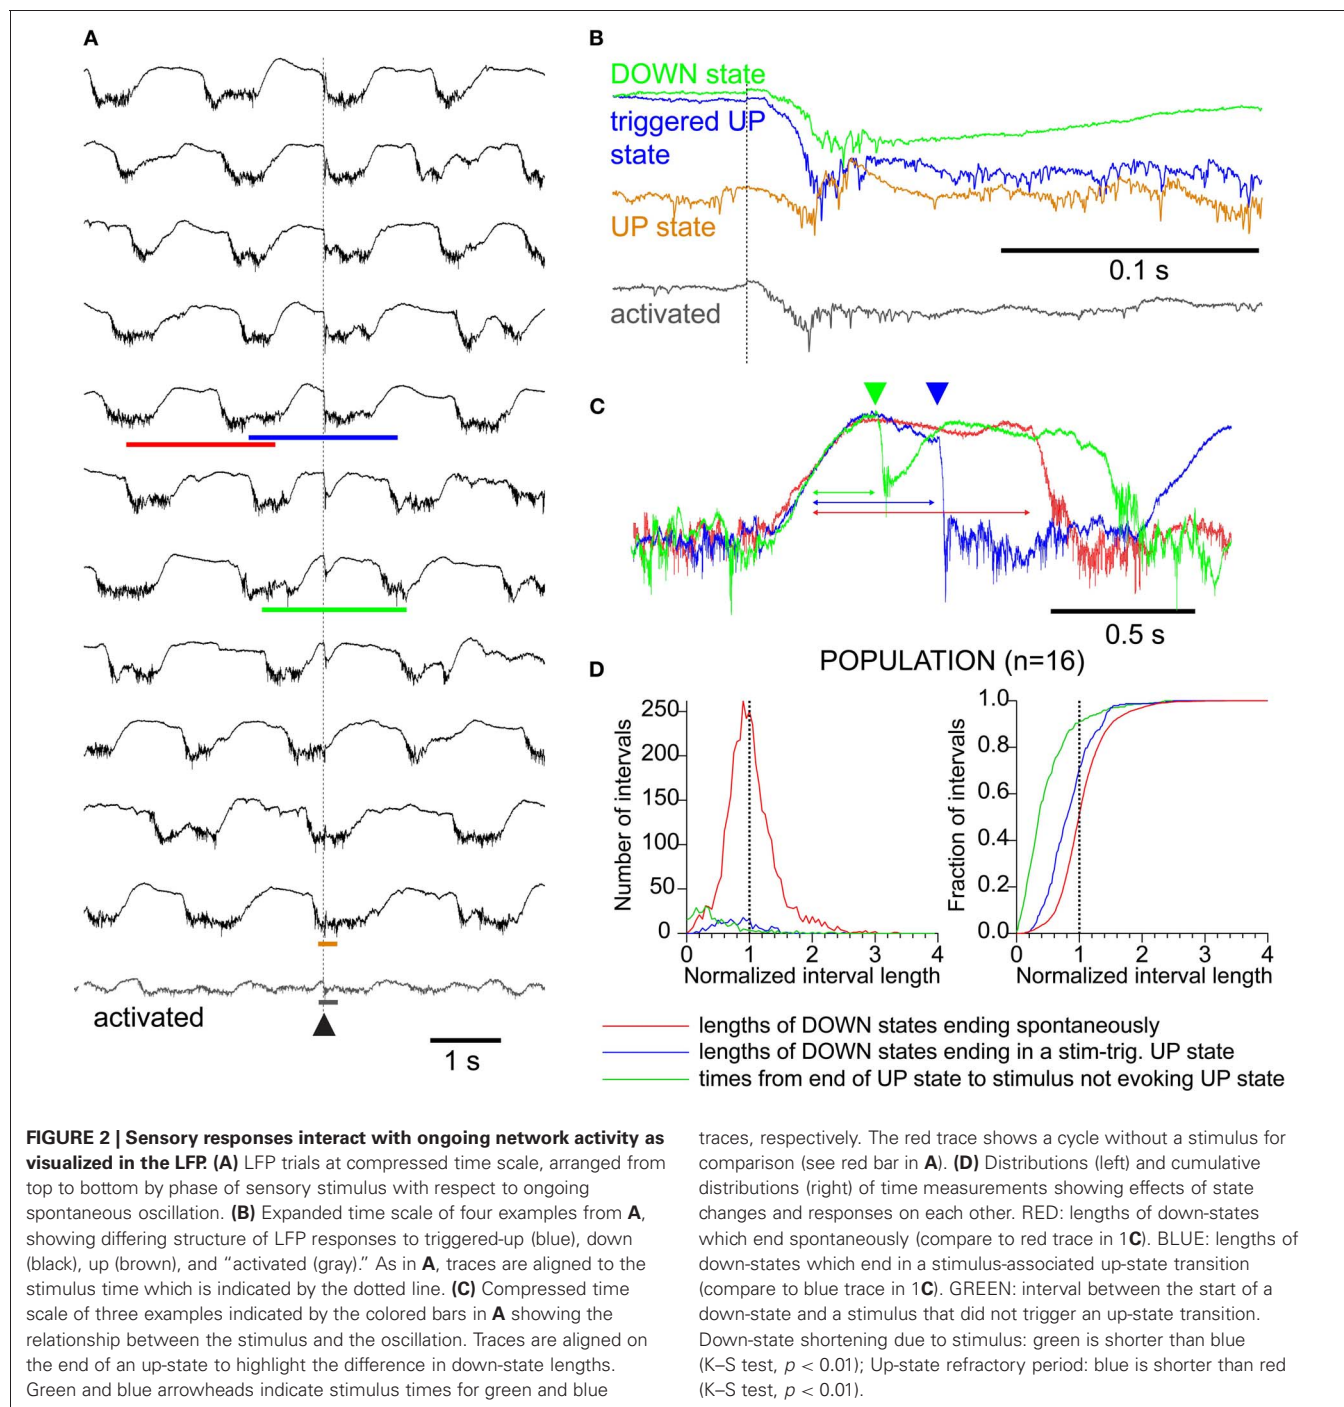 A
activated
1 s
B
DOWN state
triggered UP
state
UP state
activated
0.1 s
C
0.5 s
D
POPULATION (n=16)
Number of intervals
250
200
150
100
50
0
0 1 2 3 4
Normalized interval length
Fraction of intervals
1.0
0.8
0.6
0.4
0.2
0.0
0 1 2 3 4
Normalized interval length
lengths of DOWN states ending spontaneously
lengths of DOWN states ending in a stim-trig. UP state
times from end of UP state to stimulus not evoking UP state
FIGURE 2 | Sensory responses interact with ongoing network activity as
visualized in the LFP. (A) LFP trials at compressed time scale, arranged from
top to bottom by phase of sensory stimulus with respect to ongoing
spontaneous oscillation. (B) Expanded time scale of four examples from A,
showing differing structure of LFP responses to triggered-up (blue), down
(black), up (brown), and “activated (gray).” As in A, traces are aligned to the
stimulus time which is indicated by the dotted line. (C) Compressed time
scale of three examples indicated by the colored bars in A showing the
relationship between the stimulus and the oscillation. Traces are aligned on
the end of an up-state to highlight the difference in down-state lengths.
Green and blue arrowheads indicate stimulus times for green and blue
traces, respectively. The red trace shows a cycle without a stimulus for
comparison (see red bar in A). (D) Distributions (left) and cumulative
distributions (right) of time measurements showing effects of state
changes and responses on each other. RED: lengths of down-states
which end spontaneously (compare to red trace in 1C). BLUE: lengths of
down-states which end in a stimulus-associated up-state transition
(compare to blue trace in 1C). GREEN: interval between the start of a
down-state and a stimulus that did not trigger an up-state transition.
Down-state shortening due to stimulus: green is shorter than blue
(K–S test, p < 0.01); Up-state refractory period: blue is shorter than red
(K–S test, p < 0.01).